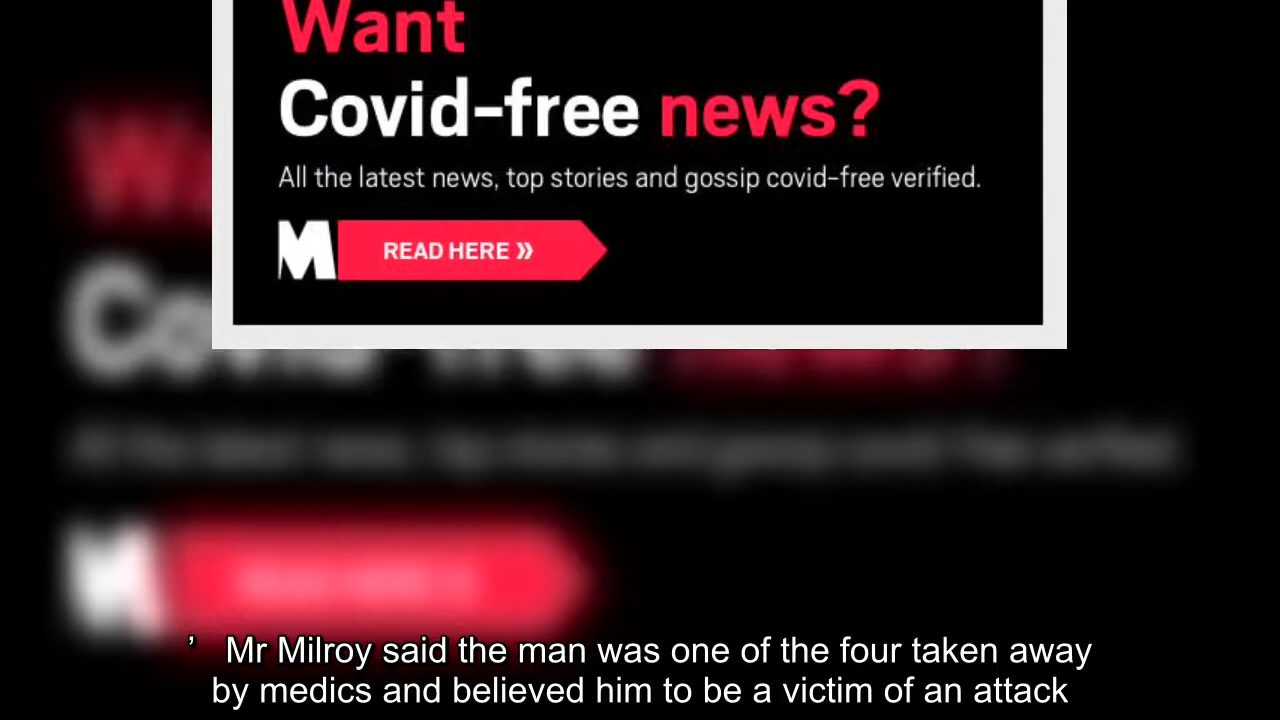 Want
Covid-free news?
All the latest news, top stories and gossip covid-free verified.
M READ HERE »
’ Mr Milroy said the man was one of the four taken away
by medics and believed him to be a victim of an attack